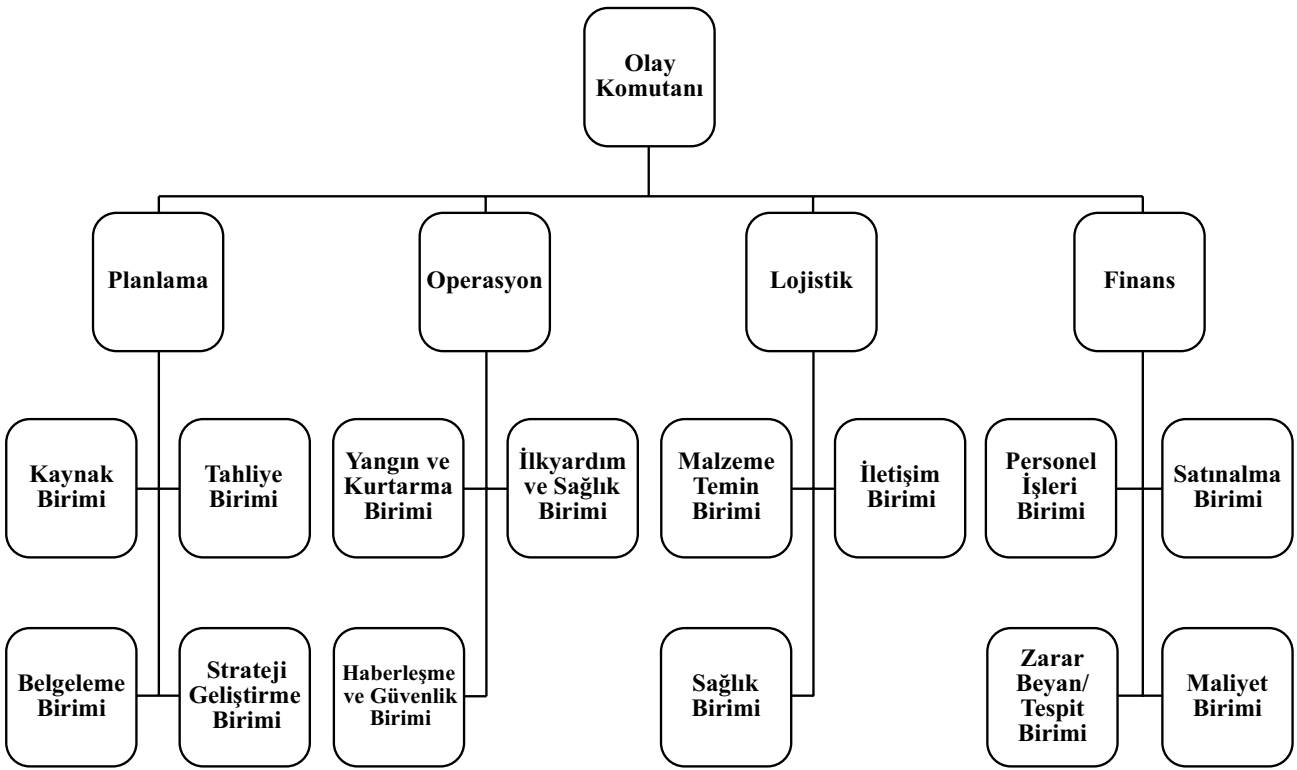 Olay
Komutanı
Planlama
Operasyon
Lojistik
Finans
Kaynak
Birimi
Tahliye
Birimi
Yangın ve
Kurtarma
Birimi
İlkyardım
ve Sağlık
Birimi
Malzeme
Temin
Birimi
İletişim
Birimi
Personel
İşleri
Birimi
Satınalma
Birimi
Belgeleme
Birimi
Strateji
Geliştirme
Birimi
Haberleşme
ve Güvenlik
Birimi
Sağlık
Birimi
Zarar
Beyan/
Tespit
Birimi
Maliyet
Birimi